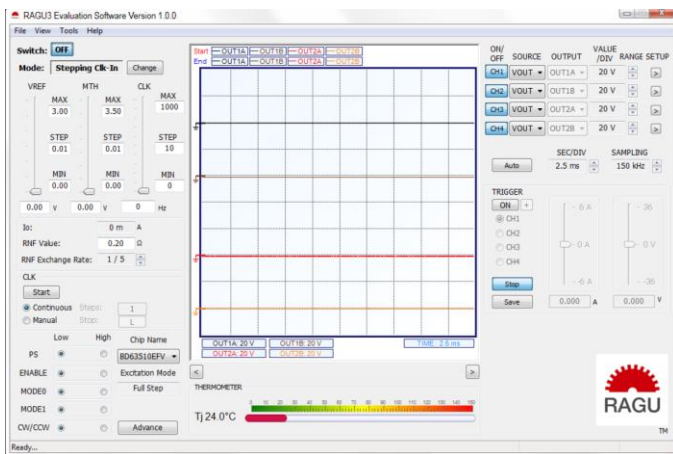 RAGU3 Evaluation Software Version 1.0.0
File View Tools Help
Switch: OFF
Mode: Stepping Clk-In Change
VREF MTH CLK
MAX MAX MAX
3.00 3.50 1000
STEP STEP STEP
0.01 0.01 10
MIN MIN MIN
0.00 0.00 0
0.00 V 0.00 V 0 Hz
Io: 0 m A
RNF Value: 0.20 Ω
RNF Exchange Rate: 1 / 5
CLK
Start
Continuous Steps: 1
Manual Stop: L
Low High Chip Name
PS BD63510EFV
ENABLE Excitation Mode
MODE0 Full Step
MODE1
CW/CCW Advance
Ready...
Start OUT1A OUT1B OUT2A OUT2B
End OUT1A OUT1B OUT2A OUT2B
OUT1A: 20 V OUT1B: 20 V TIME: 2.6 ms
OUT2A: 20 V OUT2B: 20 V
< >
THERMOMETER
0 10 20 30 40 50 60 70 80 90 100 110 120 130 140 150
Tj 24.0°C
ON/OFF SOURCE OUTPUT VALUE/DIV RANGE SETUP
CH1 VOUT OUT1A 20 V >
CH2 VOUT OUT1B 20 V >
CH3 VOUT OUT2A 20 V >
CH4 VOUT OUT2B 20 V >
SEC/DIV SAMPLING
Auto 2.5 ms 150 kHz
TRIGGER
ON +
CH1
CH2
CH3
CH4
- 6 A - 36
- 0 A - 0 V
- -6 A - -36
Stop
Save 0.000 A 0.000 V
RAGU
TM